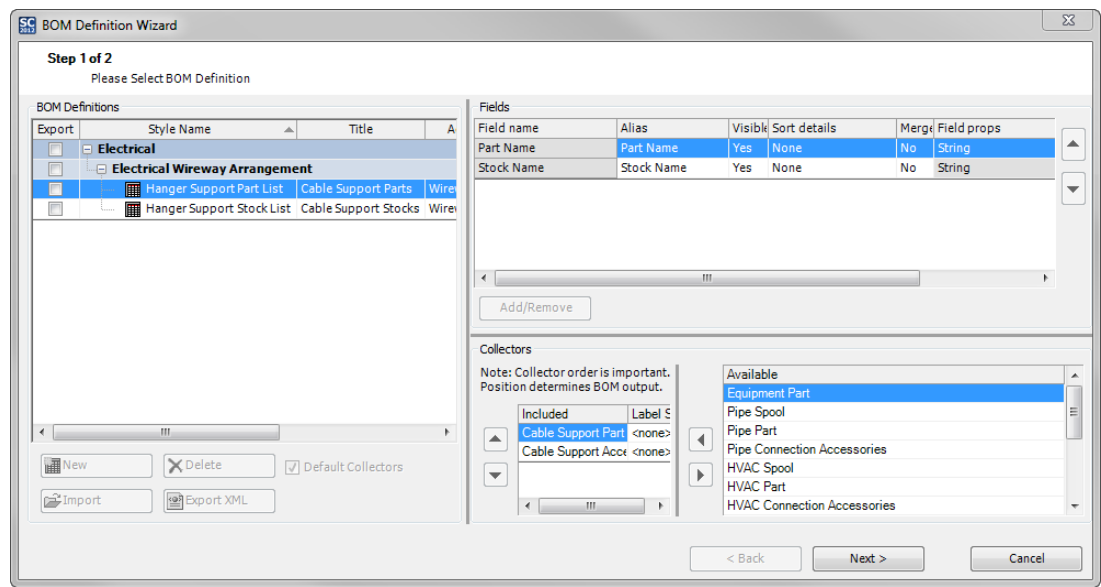 SC 2012 BOM Definition Wizard
Step 1 of 2
Please Select BOM Definition
BOM Definitions
Export Style Name Title A
Electrical
Electrical Wireway Arrangement
Hanger Support Part List Cable Support Parts Wirew
Hanger Support Stock List Cable Support Stocks Wirew
New Delete Default Collectors
Import Export XML
Fields
Field name Alias Visible Sort details Merge Field props
Part Name Part Name Yes None No String
Stock Name Stock Name Yes None No String
Add/Remove
Collectors
Note: Collector order is important.
Position determines BOM output.
Included Label S
Cable Support Part <none>
Cable Support Acce <none>
Available
Equipment Part
Pipe Spool
Pipe Part
Pipe Connection Accessories
HVAC Spool
HVAC Part
HVAC Connection Accessories
< Back Next > Cancel